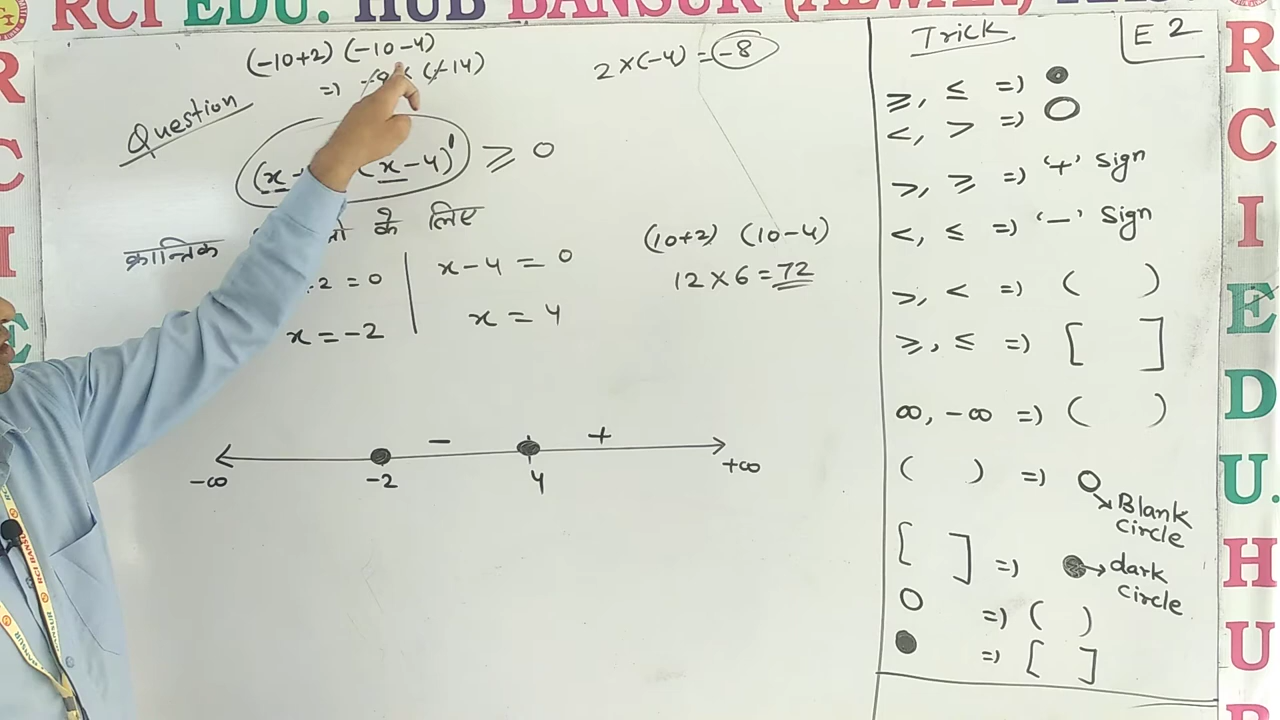 RCI EDU. HUB BANSUR (ALWAR)
(-10+2) (-10-4)
=)
(-14)
2×(-4) = -8
Question
(x- (x-4)' ≥ 0
क्रान्तिक के लिए
2=0 | x-4=0
x=-2 | x=4
(10+2) (10-4)
12×6=72
- +
-∞ -2 4 +∞
Trick
E 2
≥, ≤ =) ●
<, > =) ○
>, ≥ =) '+' Sign
<, ≤ =) '-' Sign
>, < =) ( )
≥, ≤ =) [ ]
∞, -∞ =) ( )
( ) =) ○ → Blank circle
[ ] =) ● → dark circle
○ =) ( )
● =) [ ]
R
C
I
E
R
C
I
E
D
U.
H
U
RCI BANSUR